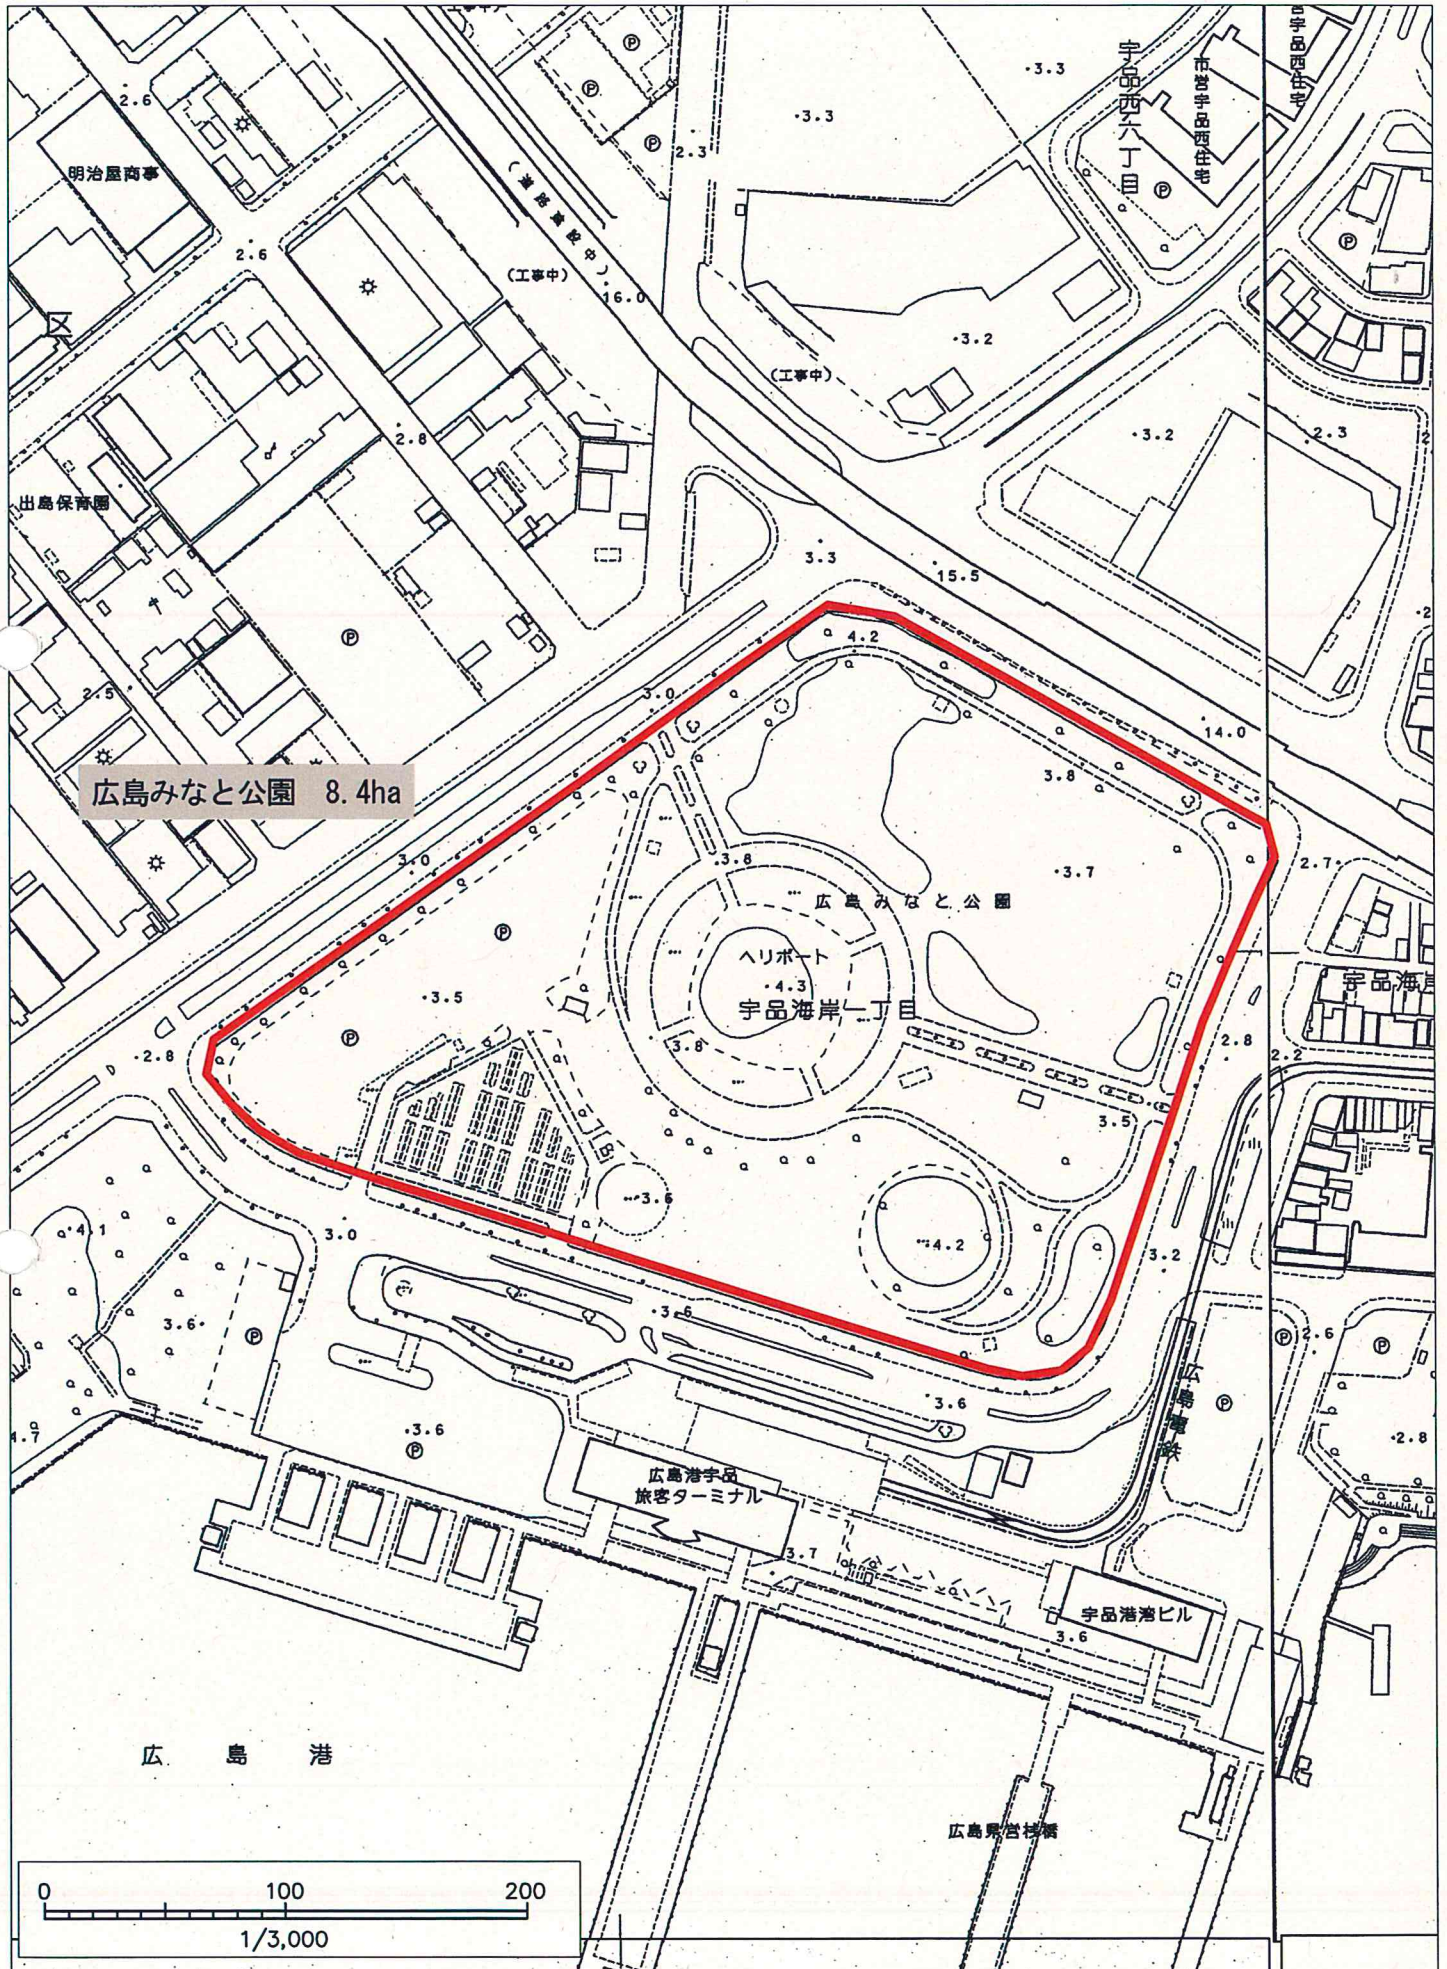 2.6
Ⓟ
Ⓟ
Ⓟ
2.3
3.3
3.3
宇品西六丁目
市営宇品西住宅
営宇品西住宅
Ⓟ
Ⓟ
明治屋商事
2.6
(工事中)
16.0
区
3.2
(工事中)
2.8
3.2
2.3
出島保育園
3.3
15.5
Ⓟ
4.2
2.5
3.0
14.0
3.8
広島みなと公園 8.4ha
3.0
3.8
3.7
2.7
広島みなと公園
Ⓟ
ヘリポート
4.3
3.5
宇品海岸一丁目
宇品海岸
Ⓟ
2.8
3.8
2.8
2.2
3.5
3.6
4.1
3.0
4.2
3.2
3.6
Ⓟ
3.6
Ⓟ
2.6
Ⓟ
広島電鉄
Ⓟ
3.6
3.6
Ⓟ
2.8
広島港宇品
旅客ターミナル
3.7
宇品港湾ビル
3.6
広島港
広島県営桟橋
0 100 200
1/3,000